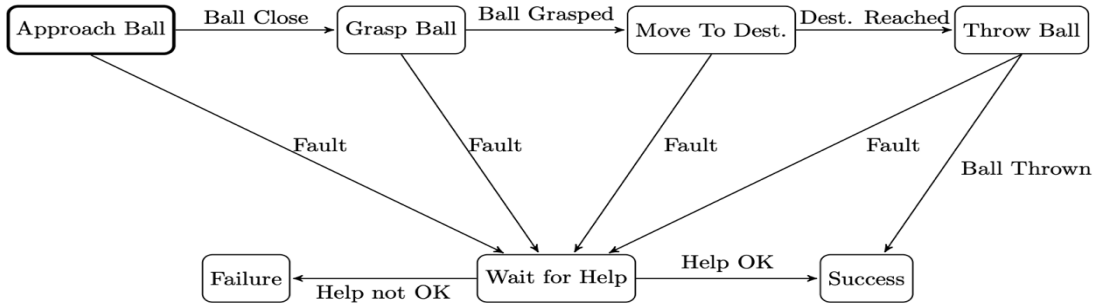 Approach Ball
Ball Close
Grasp Ball
Ball Grasped
Move To Dest.
Dest. Reached
Throw Ball
Fault
Fault
Fault
Fault
Ball Thrown
Failure
Help not OK
Wait for Help
Help OK
Success